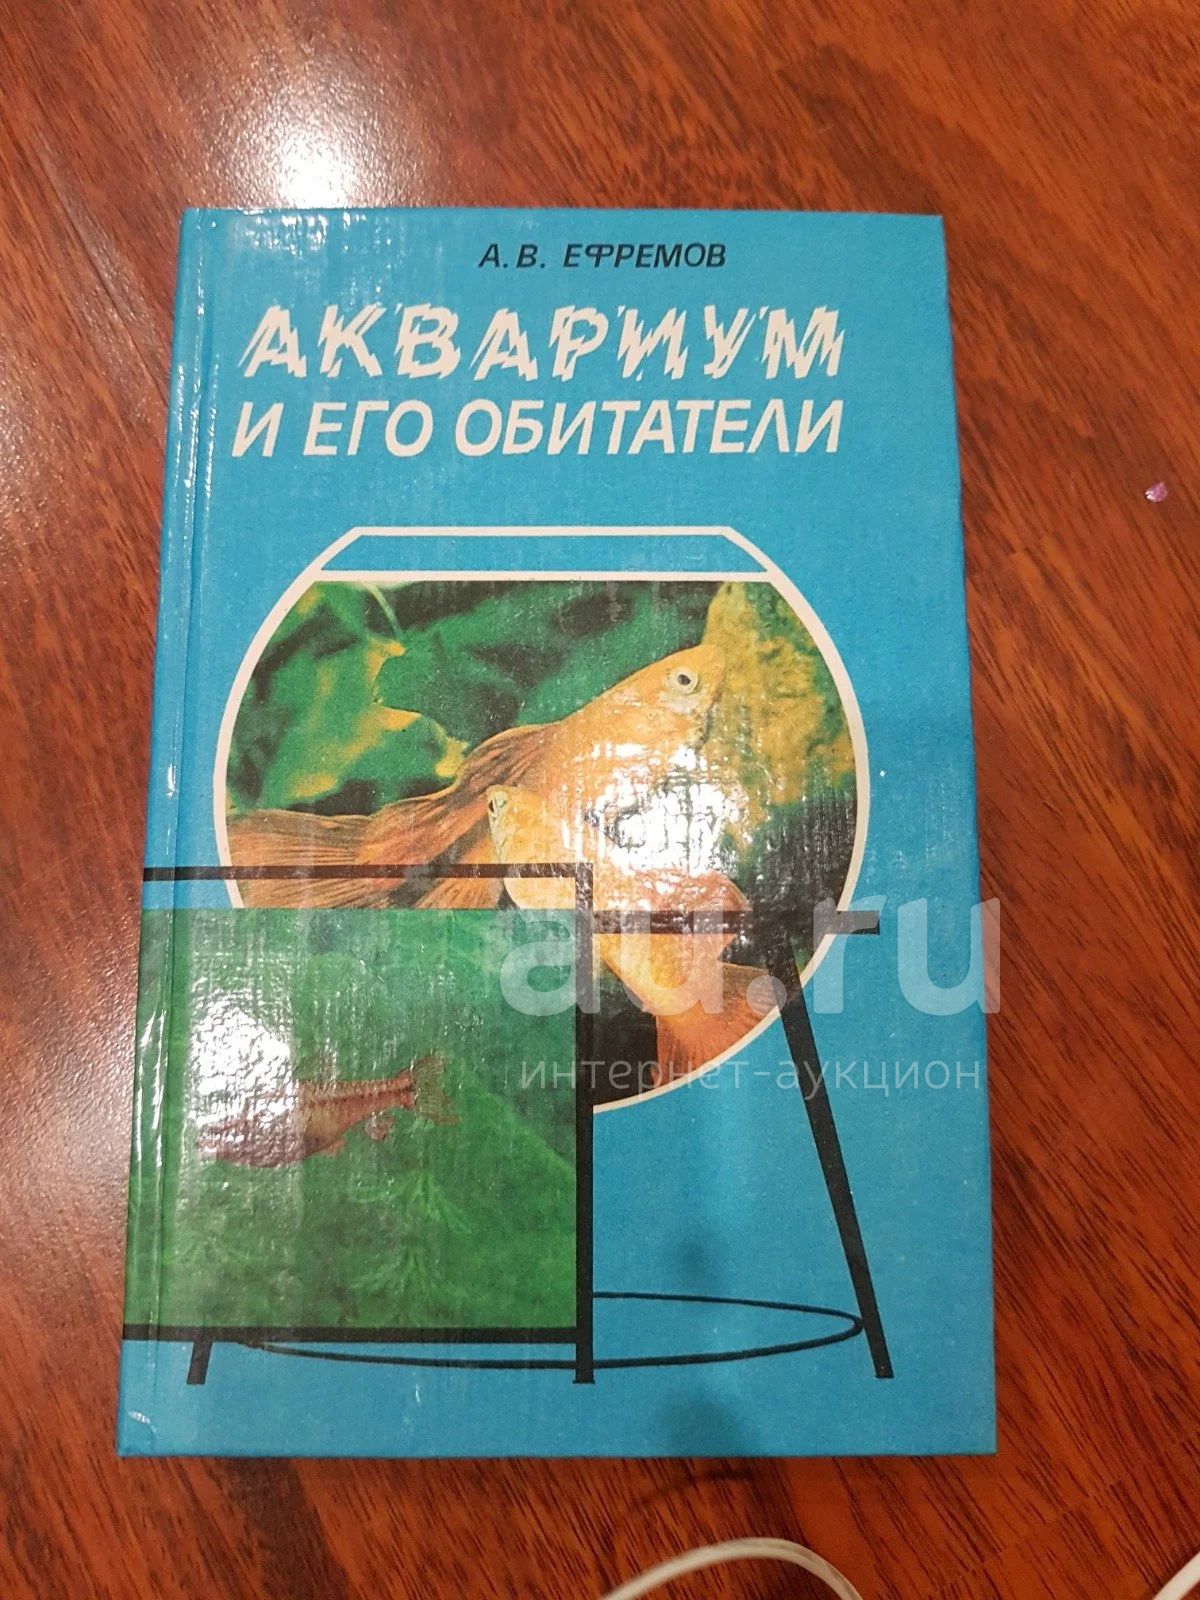 А. В. ЕФРЕМОВ
АКВАРИУМ
И ЕГО ОБИТАТЕЛИ
au.ru
интернет-аукцион